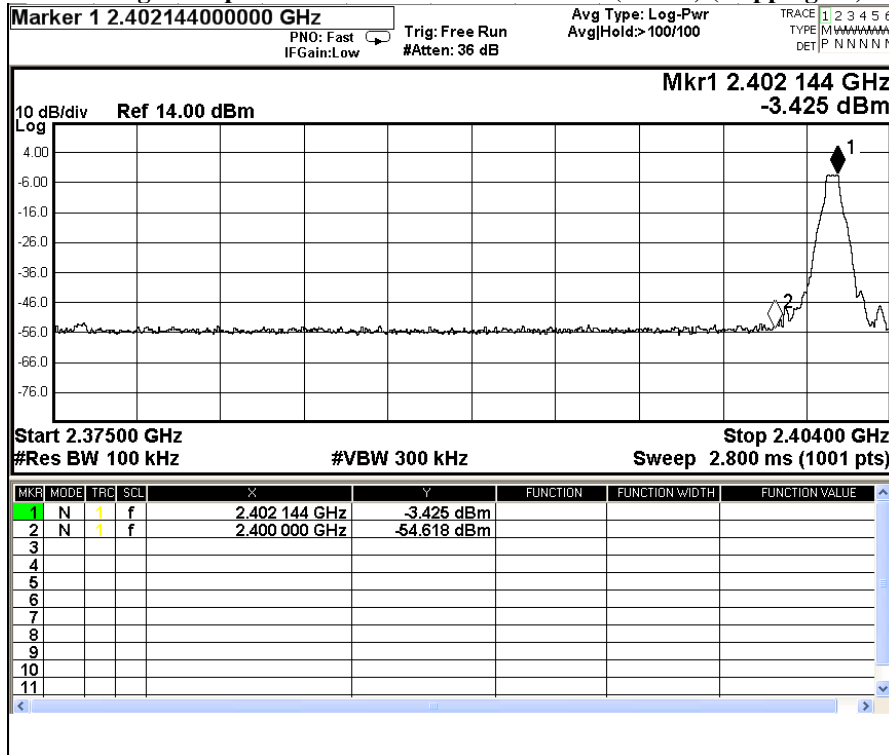 Marker 1 2.402144000000 GHz
PNO: Fast
IFGain:Low
Trig: Free Run
#Atten: 36 dB
Avg Type: Log-Pwr
Avg|Hold:>100/100
TRACE 1 2 3 4 5 6
TYPE M
DET P N N N N N
Mkr1 2.402 144 GHz
-3.425 dBm
10 dB/div Ref 14.00 dBm
Log
4.00
-6.00
-16.0
-26.0
-36.0
-46.0
-56.0
-66.0
-76.0
1
2
Start 2.37500 GHz
Stop 2.40400 GHz
#Res BW 100 kHz
#VBW 300 kHz
Sweep 2.800 ms (1001 pts)
MKR MODE TRC SCL X Y FUNCTION FUNCTION WIDTH FUNCTION VALUE
1 N 1 f 2.402 144 GHz -3.425 dBm
2 N 1 f 2.400 000 GHz -54.618 dBm
3
4
5
6
7
8
9
10
11